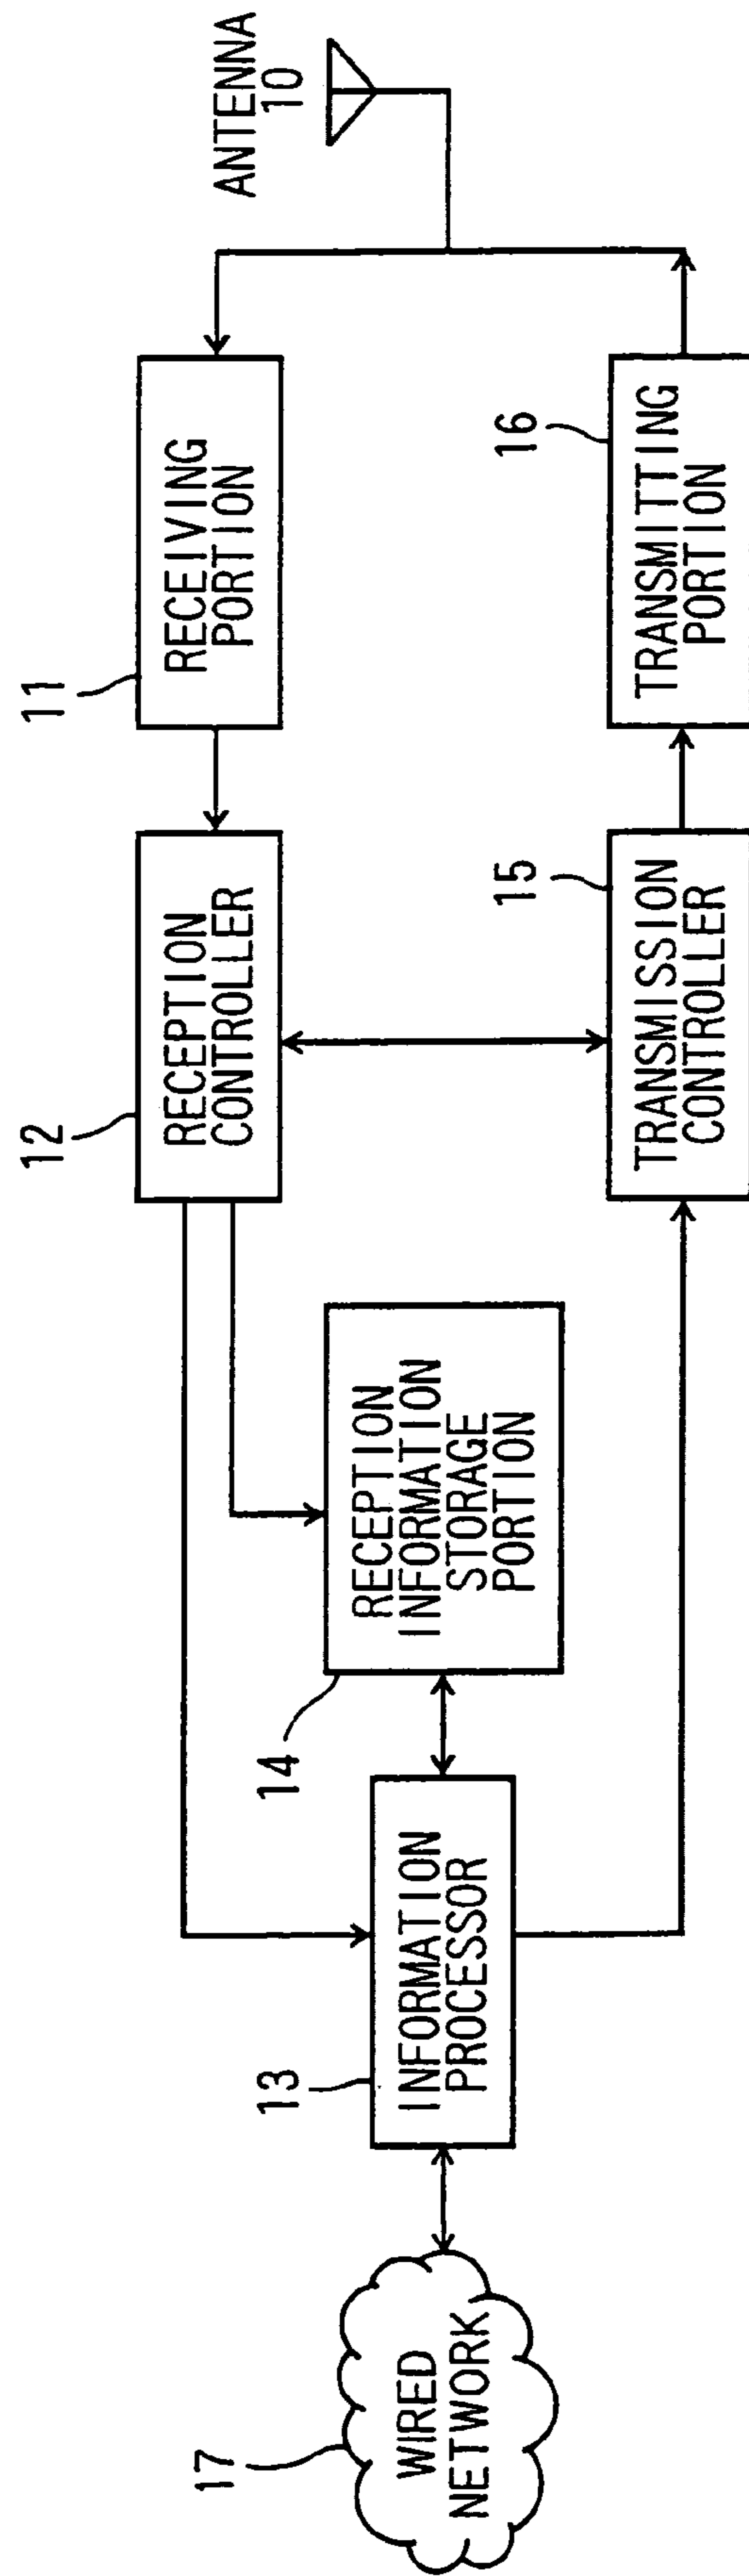 ANTENNA
10
11
RECEIVING
PORTION
12
RECEPTION
CONTROLLER
16
TRANSMITTING
PORTION
15
TRANSMISSION
CONTROLLER
14
RECEPTION
INFORMATION
STORAGE
PORTION
13
INFORMATION
PROCESSOR
17
WIRED
NETWORK